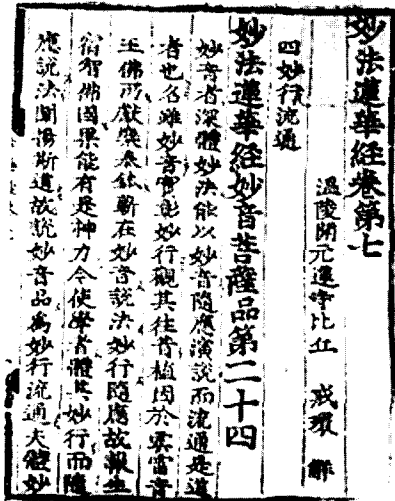 妙法蓮華經卷第七
溫陵開元蓮寺比丘 戒環 解
四妙行流通
妙法蓮華經妙音菩薩品第二十四
妙音者深體妙法能以妙音隨應演說而流通是道
者也名雖妙音實彰妙行觀其往昔植因於雲雷音
王佛所獻樂奉鉢蘄在妙音說法妙行隨應故報生
宿智佛國果能有是神力今使學者體其妙行而隨
應說法闡揚斯道故說妙音品為妙行流通夫體妙